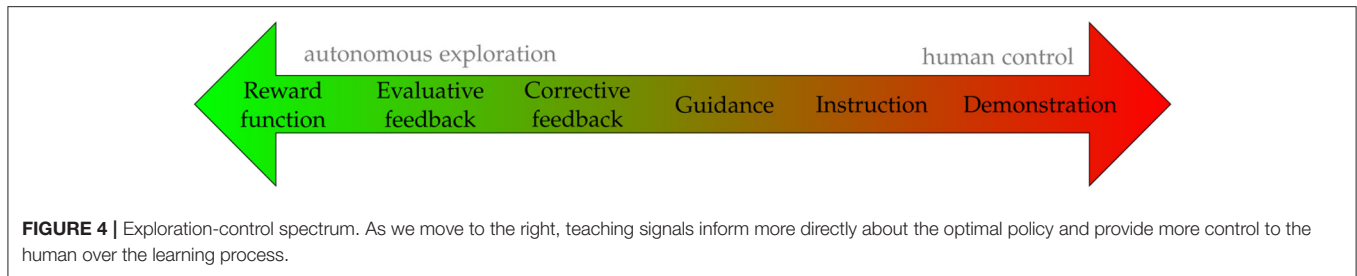 autonomous exploration
human control
Reward function
Evaluative feedback
Corrective feedback
Guidance
Instruction
Demonstration
FIGURE 4 | Exploration-control spectrum. As we move to the right, teaching signals inform more directly about the optimal policy and provide more control to the
human over the learning process.